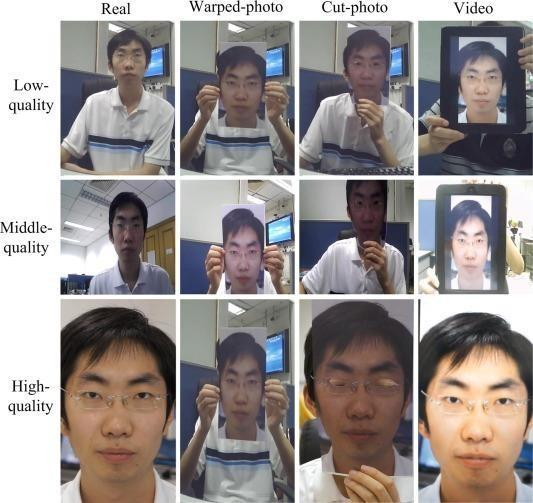 Real Warped-photo Cut-photo Video
Low-
quality
Middle-
quality
High-
quality